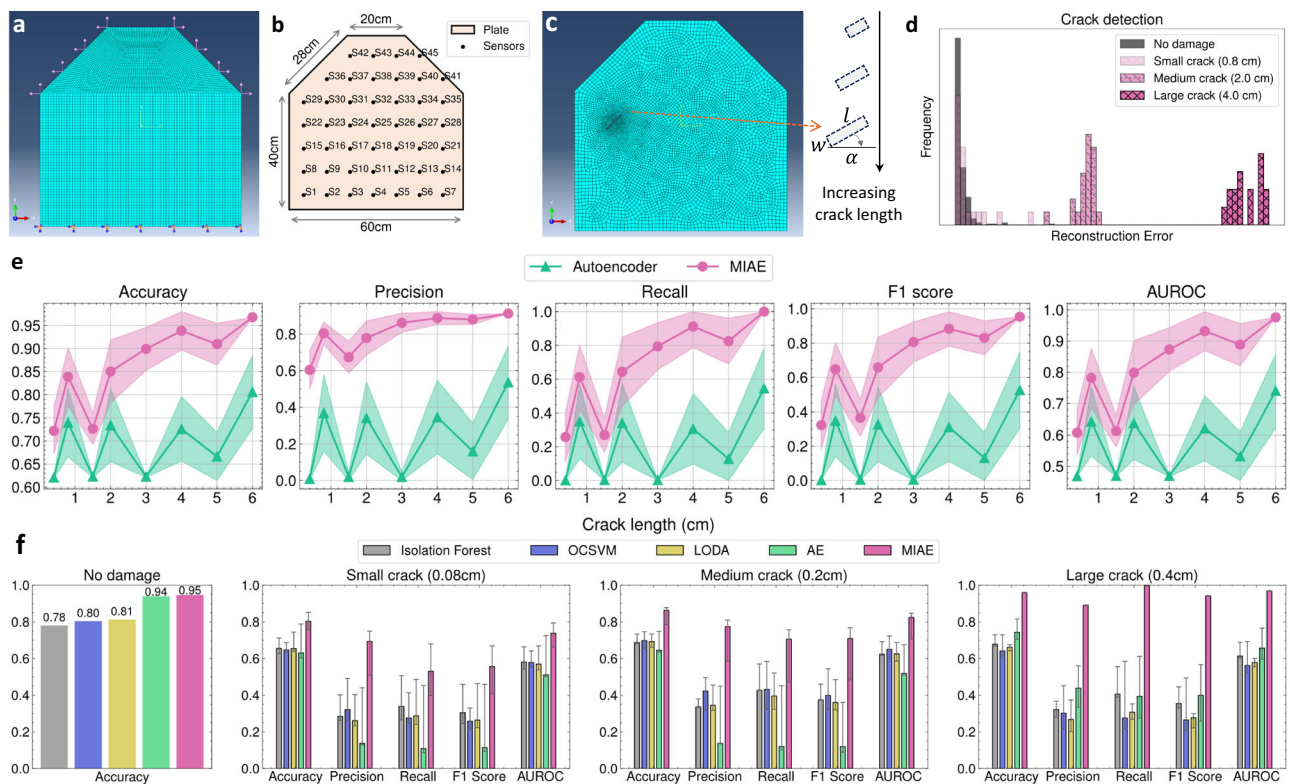 a
b
20cm
28cm
40cm
60cm
Plate
Sensors
S42 S43 S44 S45
S36 S37 S38 S39 S40 S41
S29 S30 S31 S32 S33 S34 S35
S22 S23 S24 S25 S26 S27 S28
S15 S16 S17 S18 S19 S20 S21
S8 S9 S10 S11 S12 S13 S14
S1 S2 S3 S4 S5 S6 S7
c
l
w
α
Increasing
crack length
d
Crack detection
No damage
Small crack (0.8 cm)
Medium crack (2.0 cm)
Large crack (4.0 cm)
Frequency
Reconstruction Error
e
Autoencoder MIAE
Accuracy
0.95
0.90
0.85
0.80
0.75
0.70
0.65
0.60
1 2 3 4 5 6
Precision
0.8
0.6
0.4
0.2
0.0
1 2 3 4 5 6
Recall
1.0
0.8
0.6
0.4
0.2
0.0
1 2 3 4 5 6
F1 score
1.0
0.8
0.6
0.4
0.2
0.0
1 2 3 4 5 6
AUROC
1.0
0.9
0.8
0.7
0.6
0.5
1 2 3 4 5 6
Crack length (cm)
f
Isolation Forest OCSVM LODA AE MIAE
No damage
1.0
0.8
0.6
0.4
0.2
0.0
0.78 0.80 0.81 0.94 0.95
Accuracy
Small crack (0.08cm)
1.0
0.8
0.6
0.4
0.2
0.0
Accuracy Precision Recall F1 Score AUROC
Medium crack (0.2cm)
1.0
0.8
0.6
0.4
0.2
0.0
Accuracy Precision Recall F1 Score AUROC
Large crack (0.4cm)
1.0
0.8
0.6
0.4
0.2
0.0
Accuracy Precision Recall F1 Score AUROC